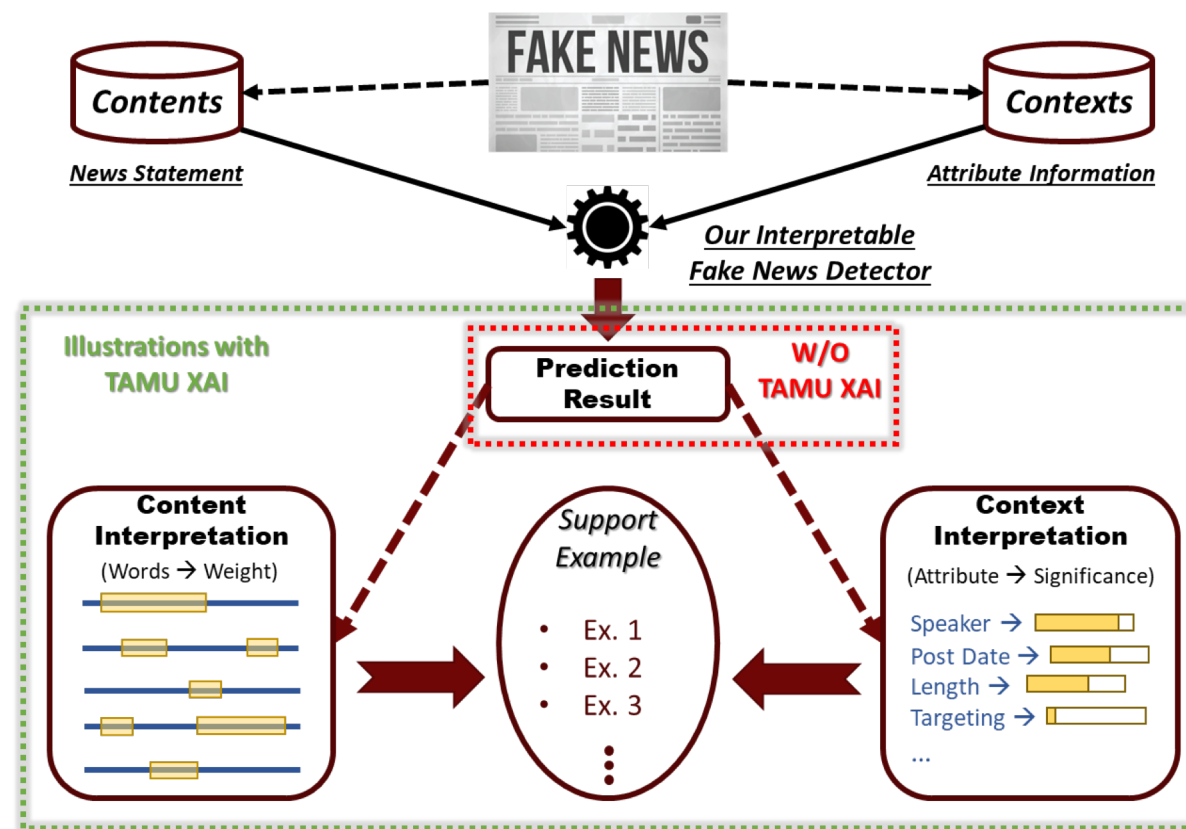 FAKE NEWS
Contents
Contexts
News Statement
Attribute Information
Our Interpretable
Fake News Detector
Illustrations with
TAMU XAI
Prediction
Result
W/O
TAMU XAI
Content
Interpretation
(Words → Weight)
Support
Example
• Ex. 1
• Ex. 2
• Ex. 3
Context
Interpretation
(Attribute → Significance)
Speaker →
Post Date →
Length →
Targeting →
...